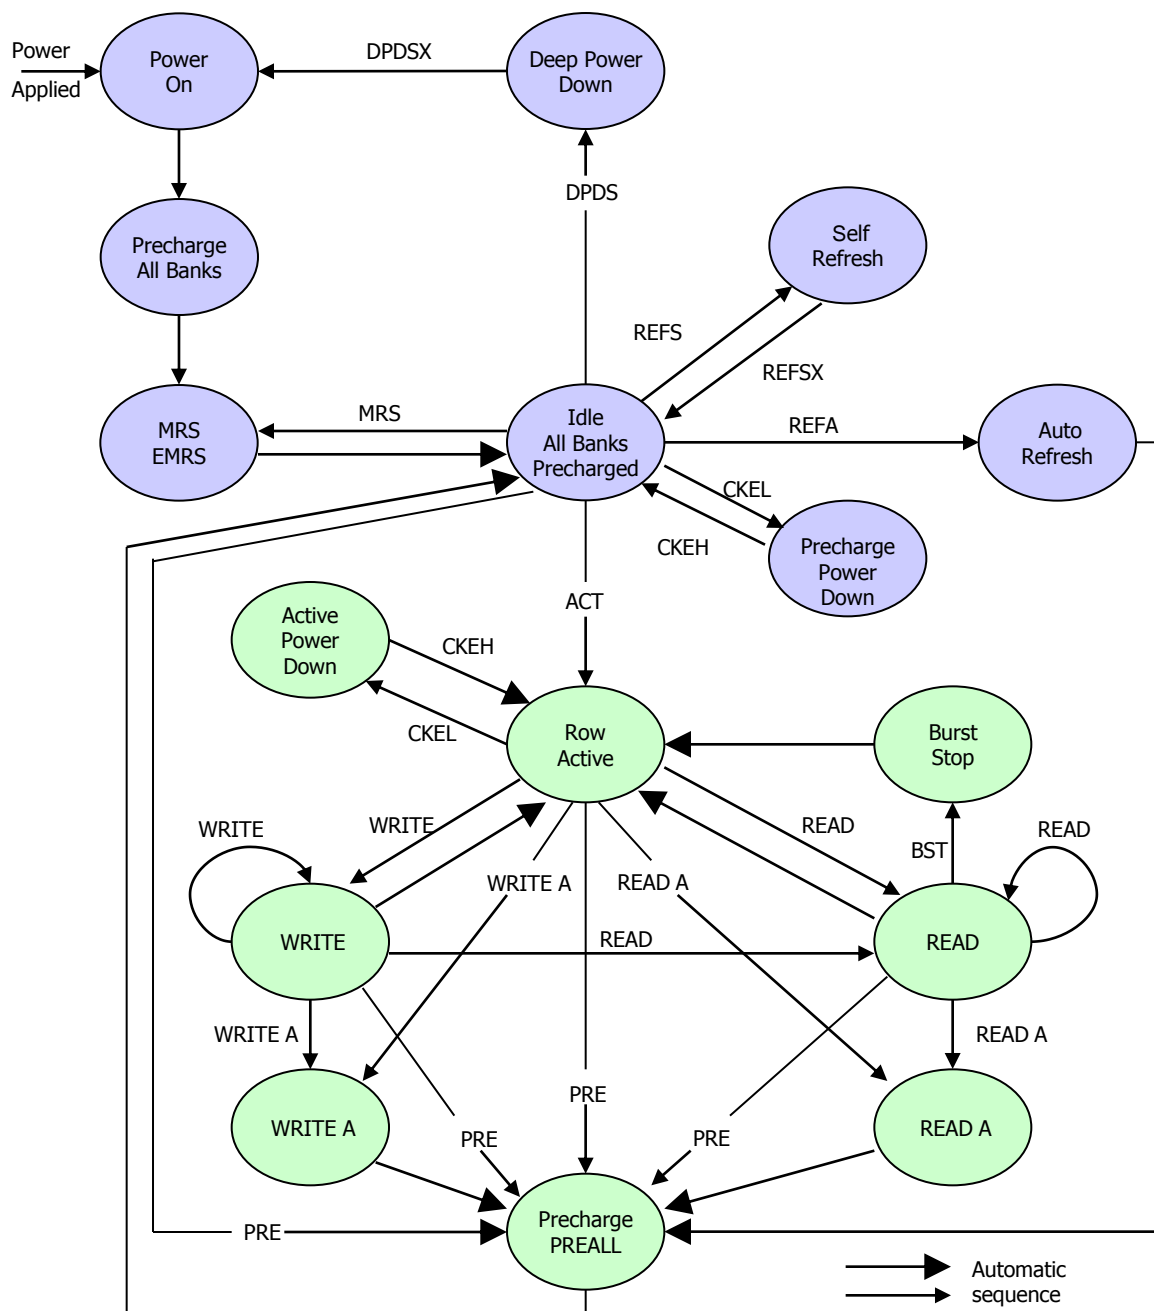 Power
Applied
Power
On
DPDSX
Deep Power
Down
DPDS
Precharge
All Banks
Self
Refresh
REFS
REFSX
MRS
EMRS
MRS
Idle
All Banks
Precharged
REFA
Auto
Refresh
CKEL
CKEH
Precharge
Power
Down
ACT
Active
Power
Down
CKEH
CKEL
Row
Active
Burst
Stop
WRITE
WRITE
READ
BST
READ
WRITE A
READ A
WRITE
READ
READ
WRITE A
READ A
PRE
WRITE A
PRE
PRE
READ A
PRE
Precharge
PREALL
Automatic
sequence